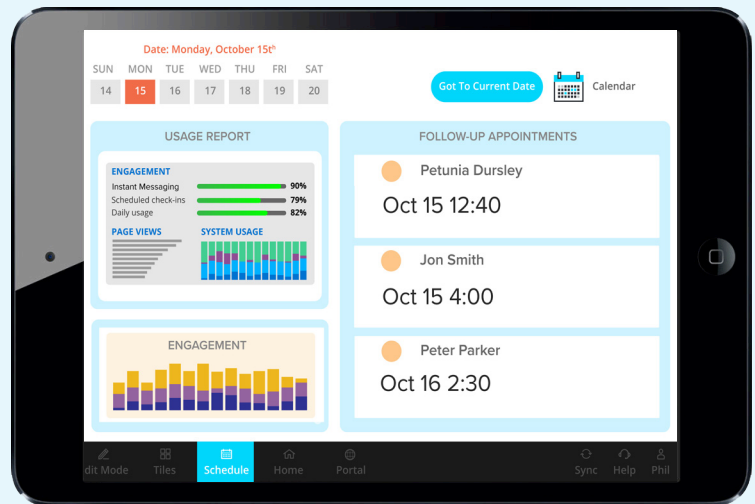 Date: Monday, October 15tʰ
SUN MON TUE WED THU FRI SAT
14 15 16 17 18 19 20
Got To Current Date
Calendar
USAGE REPORT
ENGAGEMENT
Instant Messaging 90%
Scheduled check-ins 79%
Daily usage 82%
PAGE VIEWS SYSTEM USAGE
ENGAGEMENT
FOLLOW-UP APPOINTMENTS
Petunia Dursley
Oct 15 12:40
Jon Smith
Oct 15 4:00
Peter Parker
Oct 16 2:30
dit Mode Tiles Schedule Home Portal Sync Help Phil